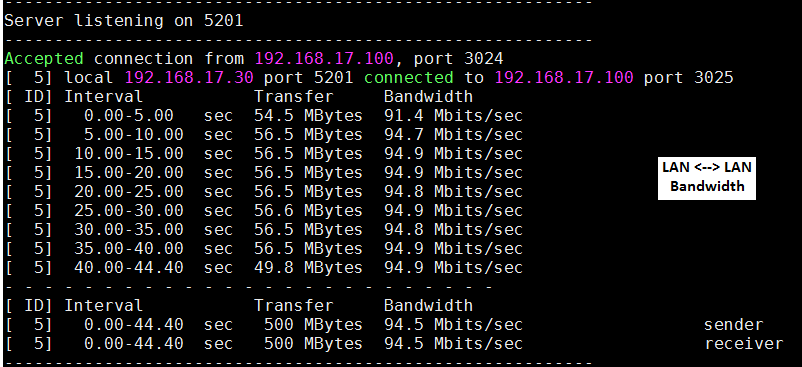 ------------------------------------------------------------
Server listening on 5201
------------------------------------------------------------
Accepted connection from 192.168.17.100, port 3024
[  5] local 192.168.17.30 port 5201 connected to 192.168.17.100 port 3025
[ ID] Interval           Transfer     Bandwidth
[  5]   0.00-5.00   sec  54.5 MBytes  91.4 Mbits/sec
[  5]   5.00-10.00  sec  56.5 MBytes  94.7 Mbits/sec
[  5]  10.00-15.00  sec  56.5 MBytes  94.9 Mbits/sec
[  5]  15.00-20.00  sec  56.5 MBytes  94.9 Mbits/sec
[  5]  20.00-25.00  sec  56.5 MBytes  94.8 Mbits/sec
[  5]  25.00-30.00  sec  56.6 MBytes  94.9 Mbits/sec
[  5]  30.00-35.00  sec  56.5 MBytes  94.8 Mbits/sec
[  5]  35.00-40.00  sec  56.5 MBytes  94.9 Mbits/sec
[  5]  40.00-44.40  sec  49.8 MBytes  94.9 Mbits/sec
LAN <--> LAN
Bandwidth
- - - - - - - - - - - - - - - - - - - - - - - - -
[ ID] Interval           Transfer     Bandwidth
[  5]   0.00-44.40  sec   500 MBytes  94.5 Mbits/sec                  sender
[  5]   0.00-44.40  sec   500 MBytes  94.5 Mbits/sec                  receiver
------------------------------------------------------------